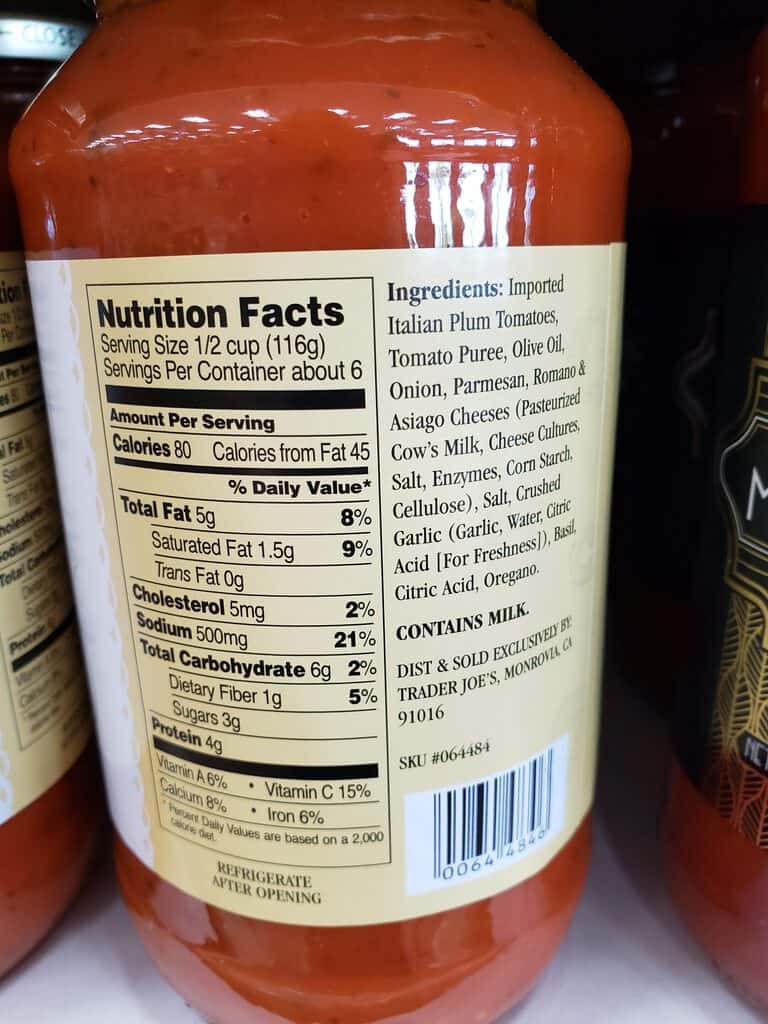 CLOSE
Nutrition Facts
Serving Size 1/2 cup (116g)
Servings Per Container about 6
Amount Per Serving
Calories 80 Calories from Fat 45
% Daily Value*
Total Fat 5g 8%
Saturated Fat 1.5g 9%
Trans Fat 0g
Cholesterol 5mg 2%
Sodium 500mg 21%
Total Carbohydrate 6g 2%
Dietary Fiber 1g 5%
Sugars 3g
Protein 4g
Vitamin A 6% • Vitamin C 15%
Calcium 8% • Iron 6%
*Percent Daily Values are based on a 2,000
calorie diet.
REFRIGERATE
AFTER OPENING
Ingredients: Imported
Italian Plum Tomatoes,
Tomato Puree, Olive Oil,
Onion, Parmesan, Romano &
Asiago Cheeses (Pasteurized
Cow's Milk, Cheese Cultures,
Salt, Enzymes, Corn Starch,
Cellulose), Salt, Crushed
Garlic (Garlic, Water, Citric
Acid [For Freshness]), Basil,
Citric Acid, Oregano.
CONTAINS MILK.
DIST & SOLD EXCLUSIVELY BY:
TRADER JOE'S, MONROVIA, CA
91016
SKU #064484
0064 4846
M
NET